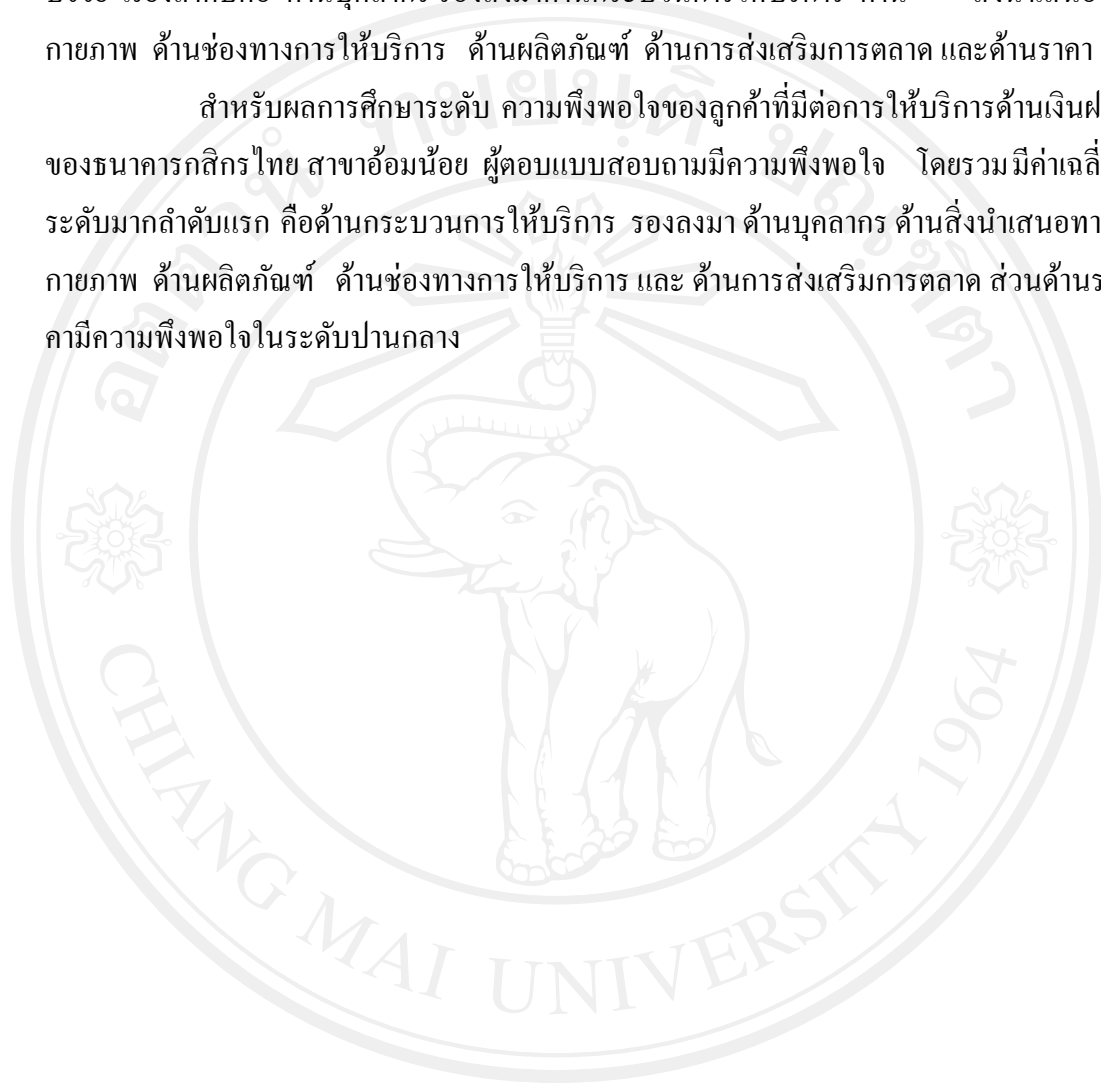 กายภาพ ด้านช่องทางการให้บริการ ด้านผลิตภัณฑ์ ด้านการส่งเสริมการตลาด และด้านราคา
สำหรับผลการศึกษาระดับ ความพึงพอใจของลูกค้าที่มีต่อการให้บริการด้านเงินฝ
ของธนาคารกสิกรไทย สาขาอ้อมน้อย ผู้ตอบแบบสอบถามมีความพึงพอใจ โดยรวมมีค่าเฉลี่
ระดับมากลำดับแรก คือด้านกระบวนการให้บริการ รองลงมา ด้านบุคลากร ด้านสิ่งนำเสนอทา
กายภาพ ด้านผลิตภัณฑ์ ด้านช่องทางการให้บริการ และ ด้านการส่งเสริมการตลาด ส่วนด้านร
คามีความพึงพอใจในระดับปานกลาง
อตฺตานํ ทมยนฺติ ปณฺฑิตา
CHIANG MAI UNIVERSITY 1964